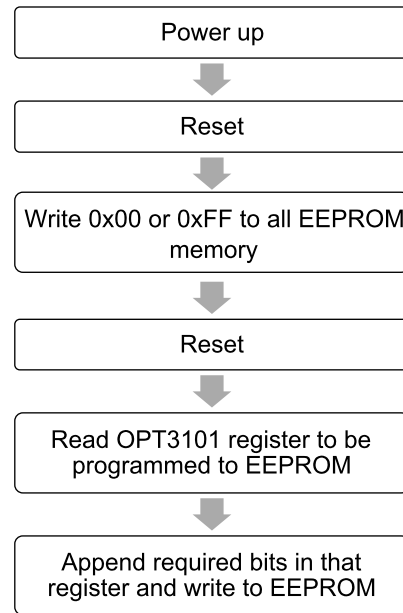 Power up
Reset
Write 0x00 or 0xFF to all EEPROM
memory
Reset
Read OPT3101 register to be
programmed to EEPROM
Append required bits in that
register and write to EEPROM